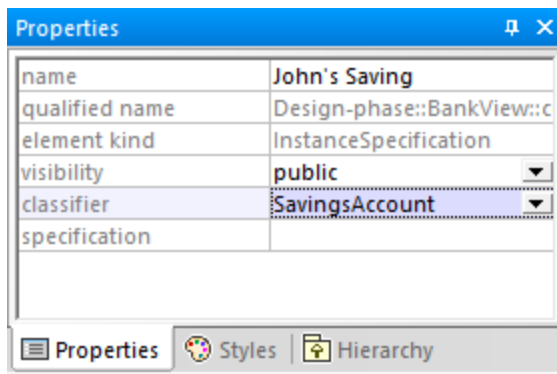 Properties
name John's Saving
qualified name Design-phase::BankView::c
element kind InstanceSpecification
visibility public
classifier SavingsAccount
specification
Properties Styles Hierarchy